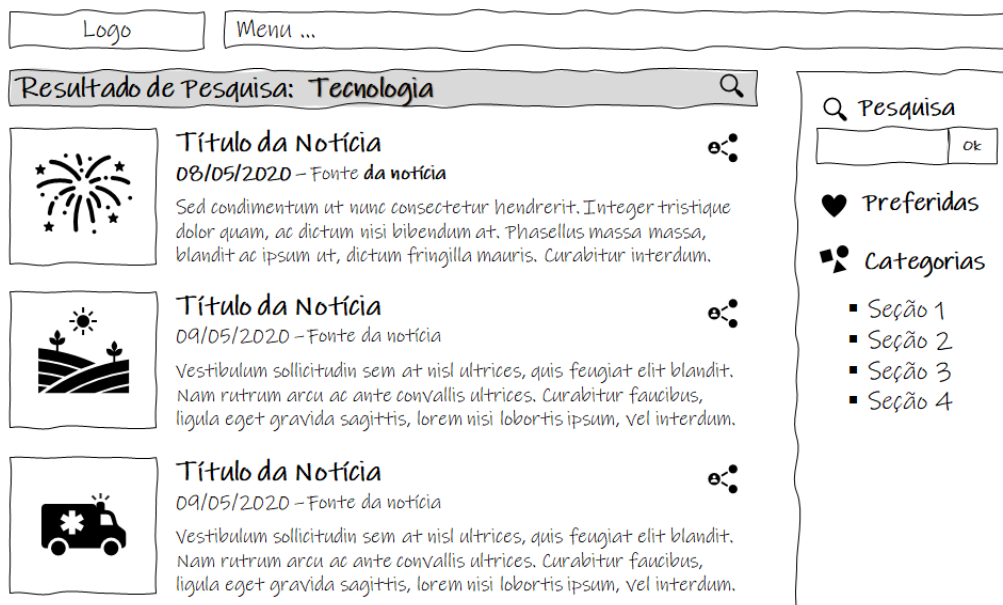 Logo
Menu ...
Resultado de Pesquisa: Tecnologia
Título da Notícia
08/05/2020 – Fonte da notícia
Sed condimentum ut nunc consectetur hendrerit. Integer tristique
dolor quam, ac dictum nisi bibendum at. Phasellus massa massa,
blandit ac ipsum ut, dictum fringilla mauris. Curabitur interdum.
Título da Notícia
09/05/2020 – Fonte da notícia
Vestibulum sollicitudin sem at nisl ultrices, quis feugiat elit blandit.
Nam rutrum arcu ac ante convallis ultrices. Curabitur faucibus,
ligula eget gravida sagittis, lorem nisi lobortis ipsum, vel interdum.
Título da Notícia
09/05/2020 – Fonte da notícia
Vestibulum sollicitudin sem at nisl ultrices, quis feugiat elit blandit.
Nam rutrum arcu ac ante convallis ultrices. Curabitur faucibus,
ligula eget gravida sagittis, lorem nisi lobortis ipsum, vel interdum.
Pesquisa
Ok
Preferidas
Categorias
▪ Seção 1
▪ Seção 2
▪ Seção 3
▪ Seção 4